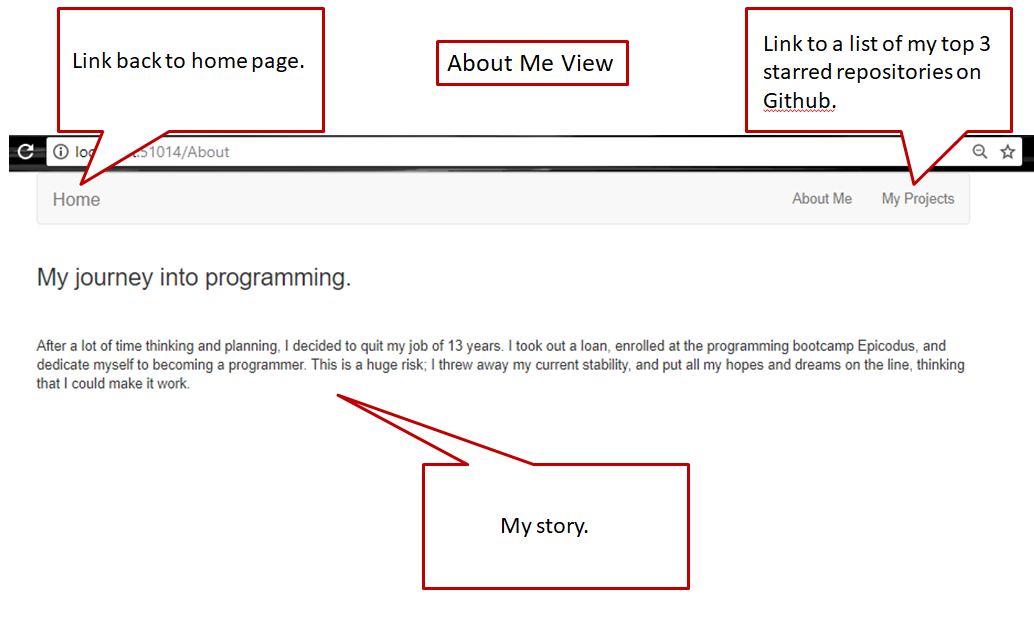 Link back to home page.
About Me View
Link to a list of my top 3
starred repositories on
Github.
51014/About
Home
About Me
My Projects
My journey into programming.
After a lot of time thinking and planning, I decided to quit my job of 13 years. I took out a loan, enrolled at the programming bootcamp Epicodus, and
dedicate myself to becoming a programmer. This is a huge risk; I threw away my current stability, and put all my hopes and dreams on the line, thinking
that I could make it work.
My story.